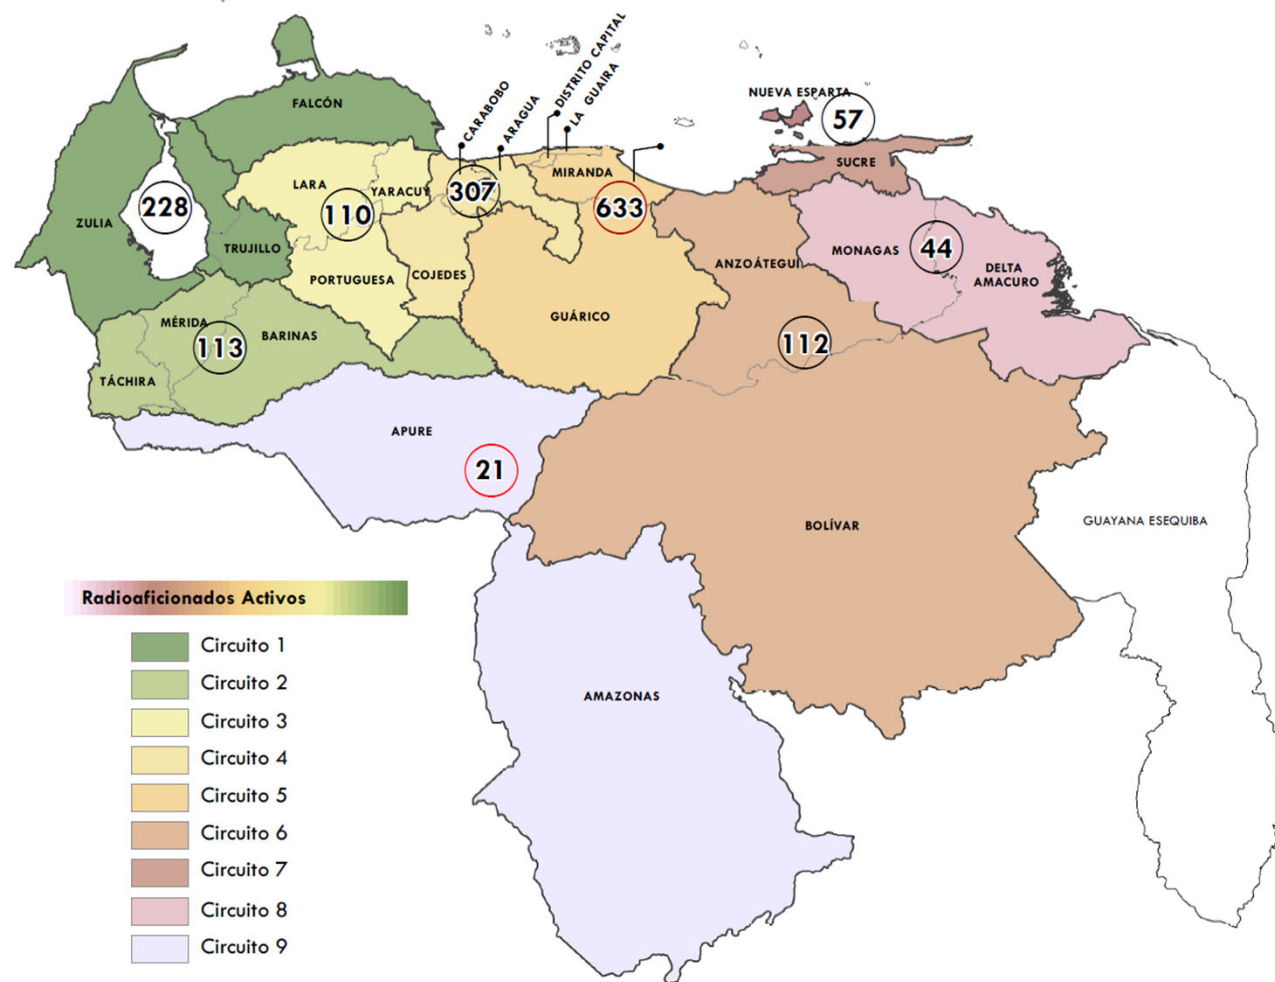 DISTRITO CAPITAL
LA GUAIRA
CARABOBO
ARAGUA
NUEVA ESPARTA
57
FALCÓN
SUCRE
MIRANDA
LARA
YARACUY
307
228
110
633
ZULIA
TRUJILLO
MONAGAS
44
ANZOÁTEGUI
DELTA
AMACURO
PORTUGUESA
COJEDES
GUÁRICO
MÉRIDA
BARINAS
113
112
TÁCHIRA
APURE
21
BOLÍVAR
GUAYANA ESEQUIBA
Radioaficionados Activos
Circuito 1
Circuito 2
Circuito 3
Circuito 4
Circuito 5
Circuito 6
Circuito 7
Circuito 8
Circuito 9
AMAZONAS